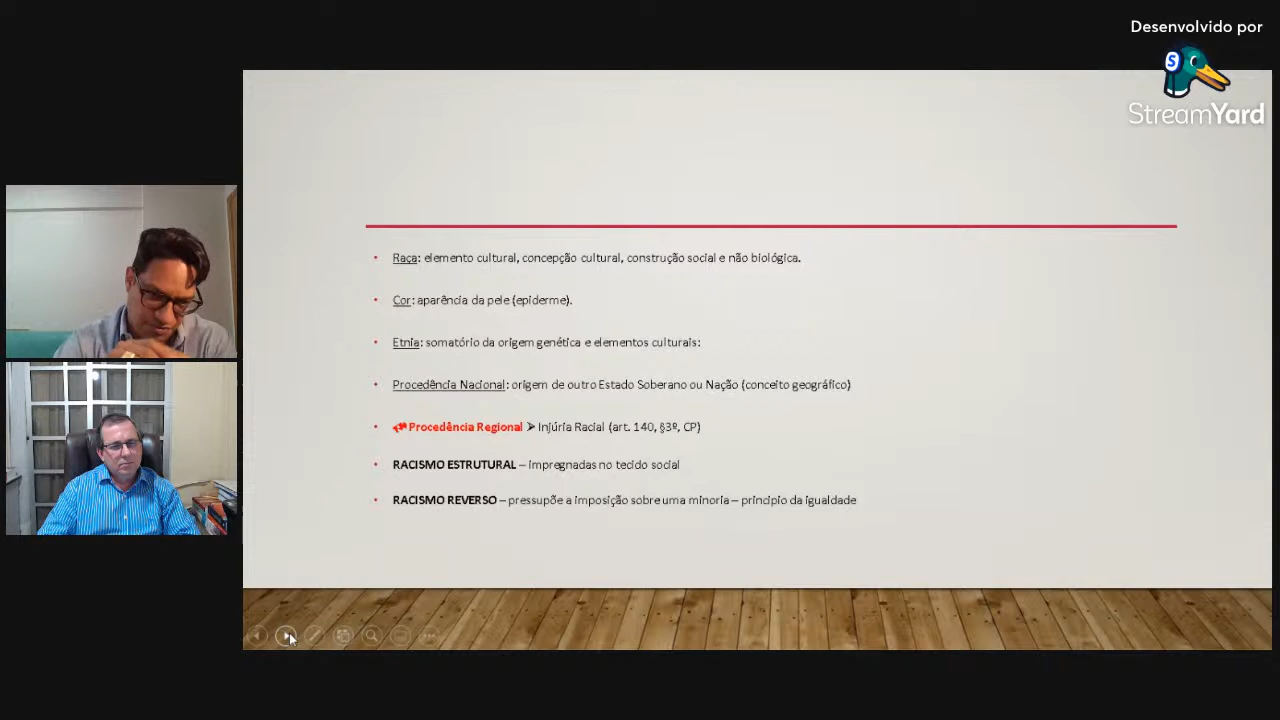 Desenvolvido por
S
StreamYard
Raça: elemento cultural, concepção cultural, construção social e não biológica.
Cor: aparência da pele (epiderme).
Etnia: somatório da origem genética e elementos culturais:
Procedência Nacional: origem de outro Estado Soberano ou Nação (conceito geográfico)
Procedência Regional ➢ Injúria Racial (art. 140, §3º, CP)
RACISMO ESTRUTURAL – impregnadas no tecido social
RACISMO REVERSO – pressupõe a imposição sobre uma minoria – principio da igualdade